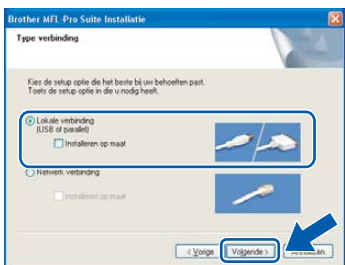 Brother MFL-Pro Suite Installatie
Type verbinding
Kies de setup optie die het beste bij uw behoeften past.
Toets de setup optie in die u nodig heeft.
Lokale verbinding
(USB of parallel)
Installeren op maat
Netwerk verbinding
Installeren op maat
< Vorige
Volgende >
Annuleren